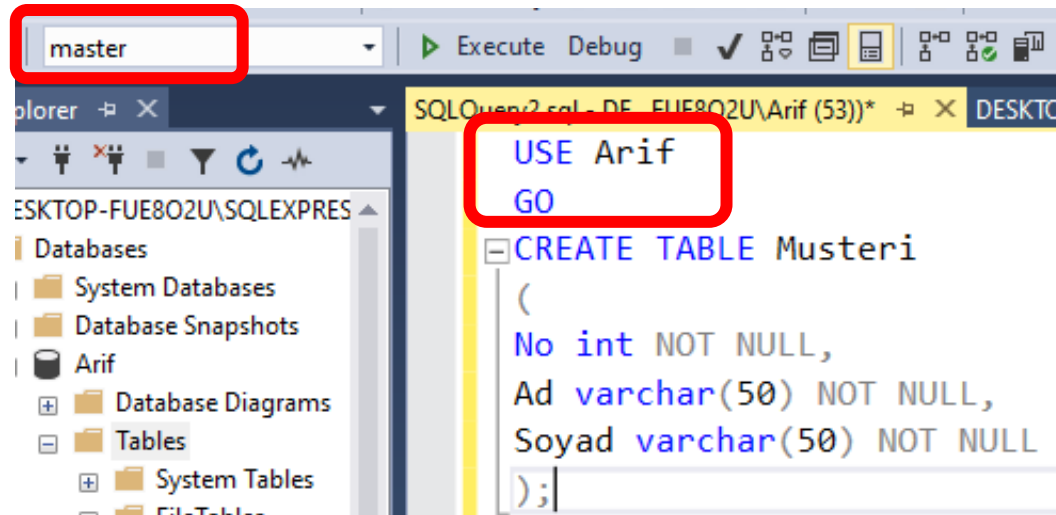 master
Execute Debug
plorer
SQLQuery2.sql - DE...FUE8O2U\Arif (53))*
DESKTO
ESKTOP-FUE8O2U\SQLEXPRES
Databases
System Databases
Database Snapshots
Arif
Database Diagrams
Tables
System Tables
FileTables
USE Arif
GO
CREATE TABLE Musteri
(
No int NOT NULL,
Ad varchar(50) NOT NULL,
Soyad varchar(50) NOT NULL
);